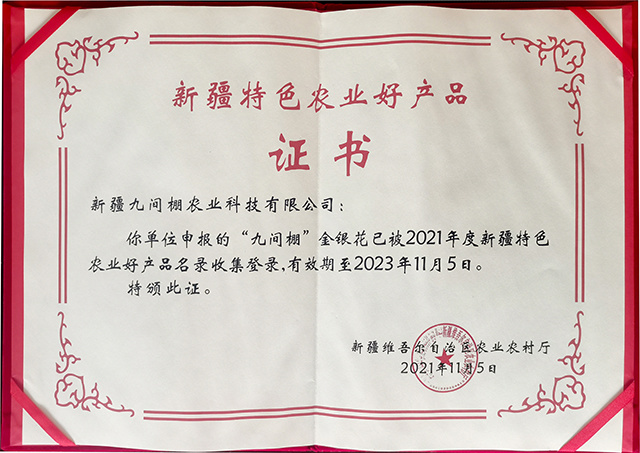 新疆特色农业好产品
证书
新疆九间棚农业科技有限公司：
你单位申报的“九间棚”金银花已被2021年度新疆特色
农业好产品名录收集登录，有效期至2023年11月5日。
特颁此证。
新疆维吾尔自治区农业农村厅
2021年11月5日